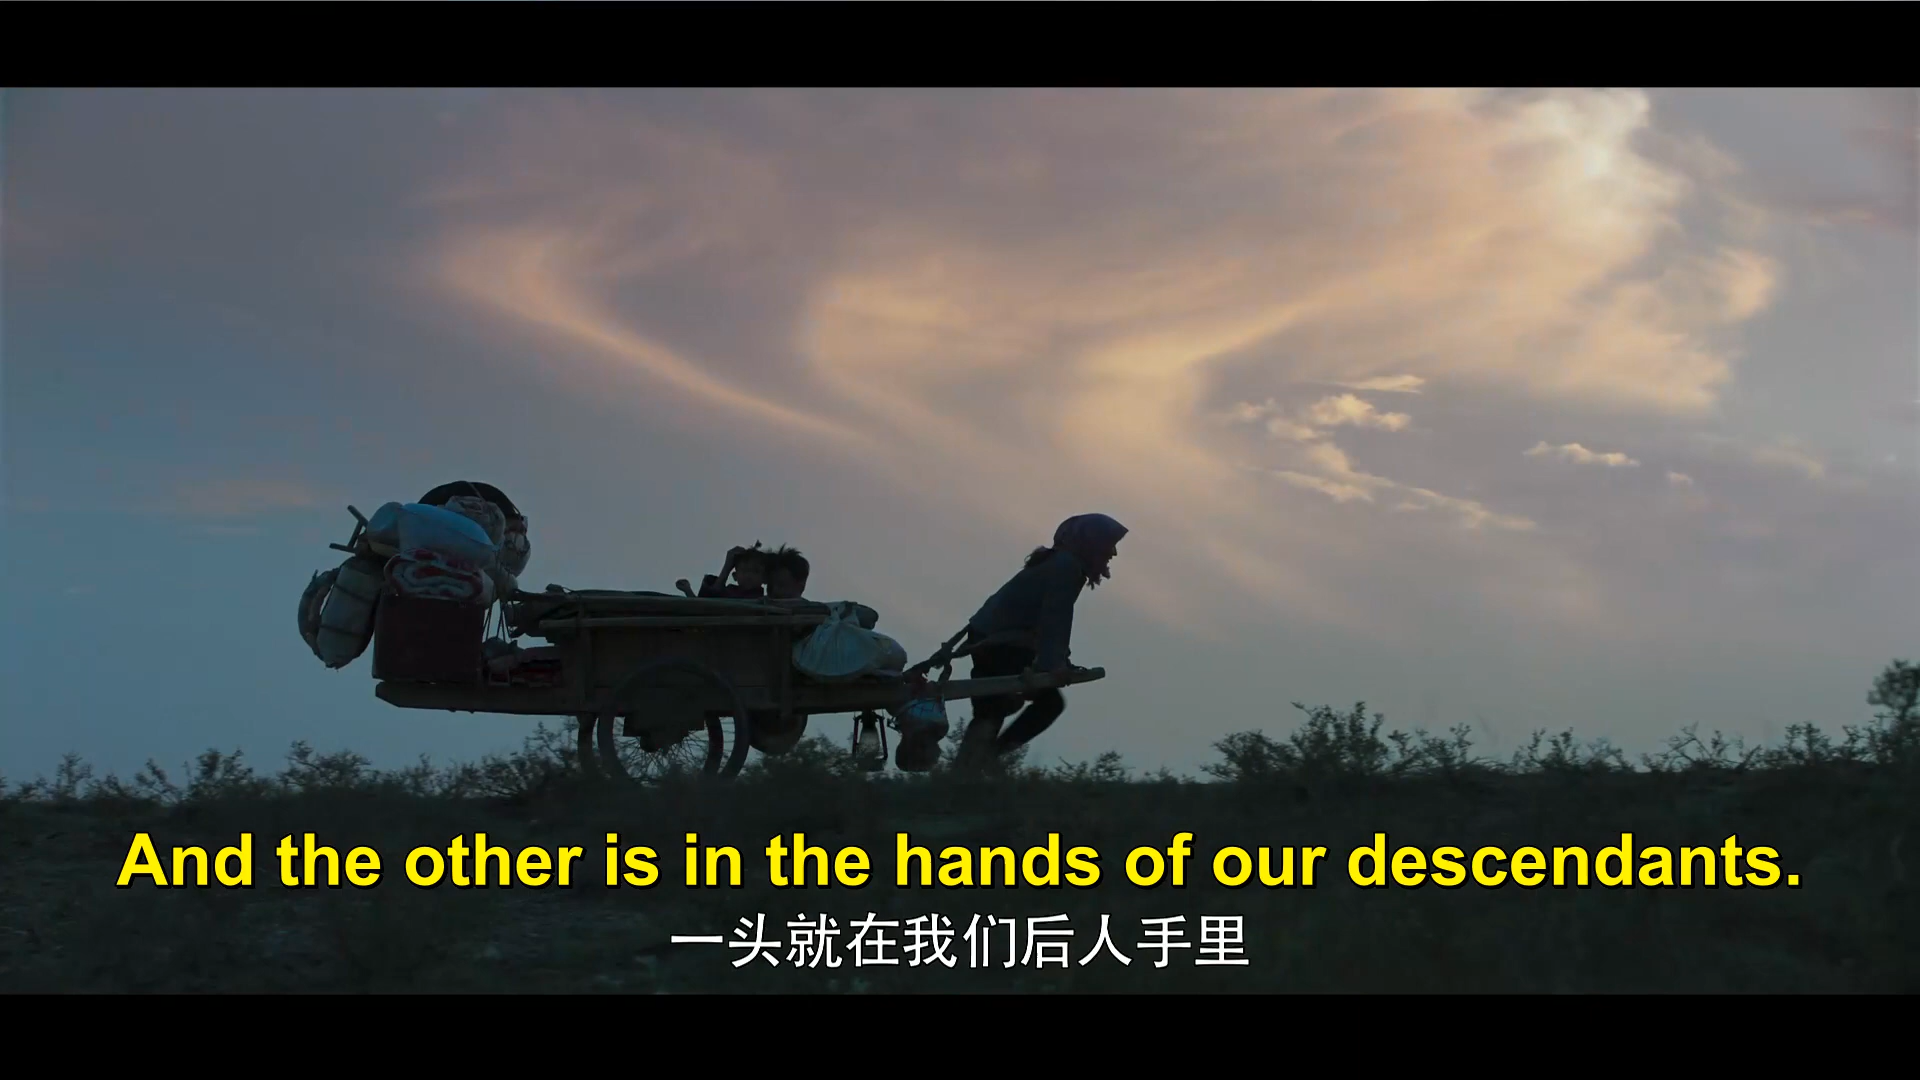 And the other is in the hands of our descendants.
一头就在我们后人手里